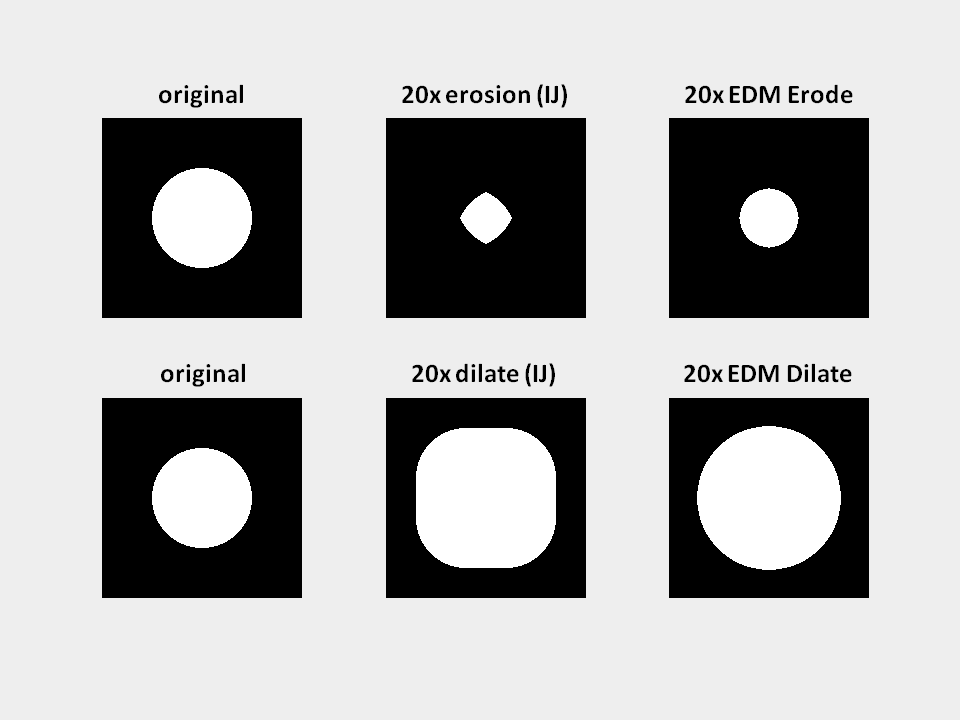 original
20x erosion (IJ)
20x EDM Erode
original
20x dilate (IJ)
20x EDM Dilate